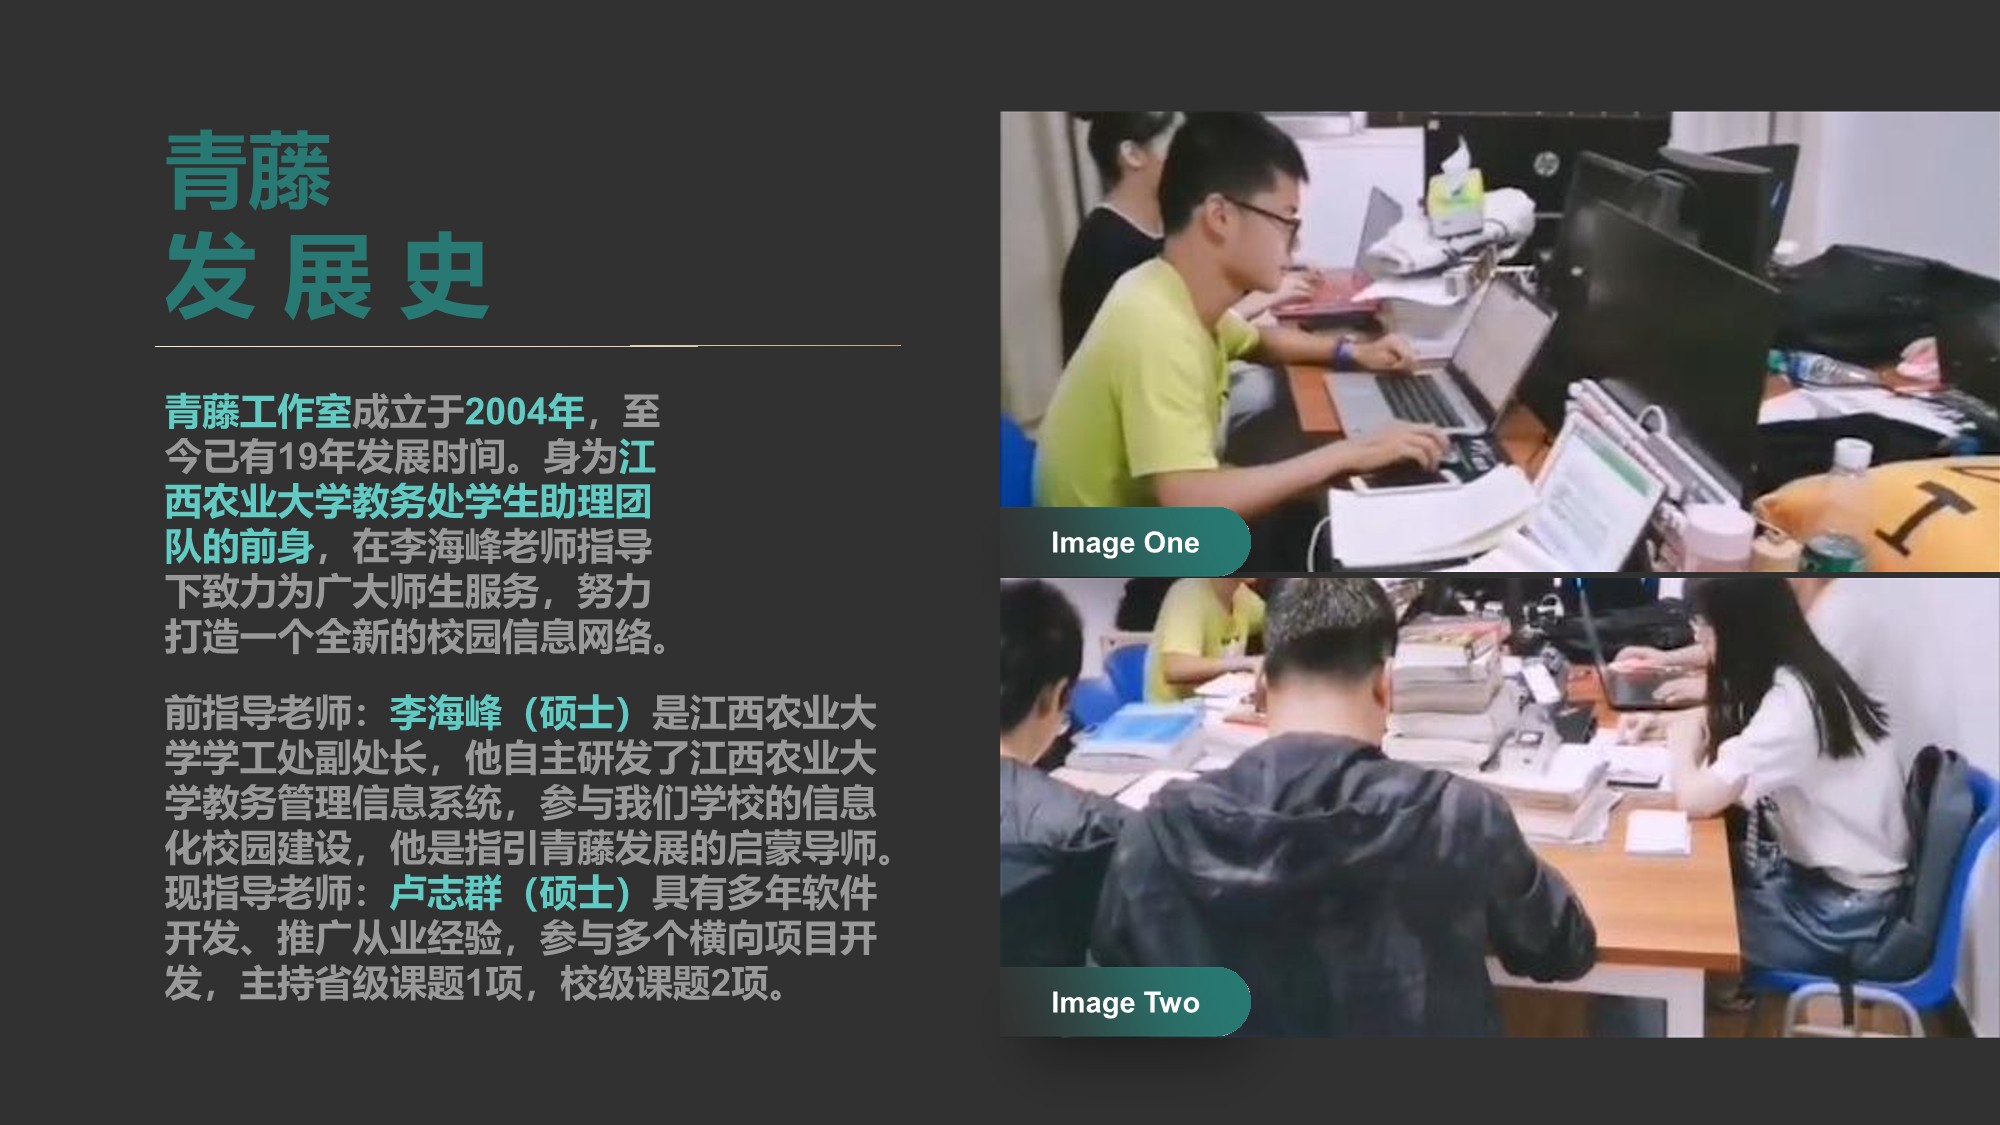 青藤
发展史
青藤工作室成立于2004年，至
今已有19年发展时间。身为江
西农业大学教务处学生助理团
队的前身，在李海峰老师指导
下致力为广大师生服务，努力
打造一个全新的校园信息网络。
前指导老师：李海峰（硕士）是江西农业大
学学工处副处长，他自主研发了江西农业大
学教务管理信息系统，参与我们学校的信息
化校园建设，他是指引青藤发展的启蒙导师。
现指导老师：卢志群（硕士）具有多年软件
开发、推广从业经验，参与多个横向项目开
发，主持省级课题1项，校级课题2项。
hp
Image One
Image Two